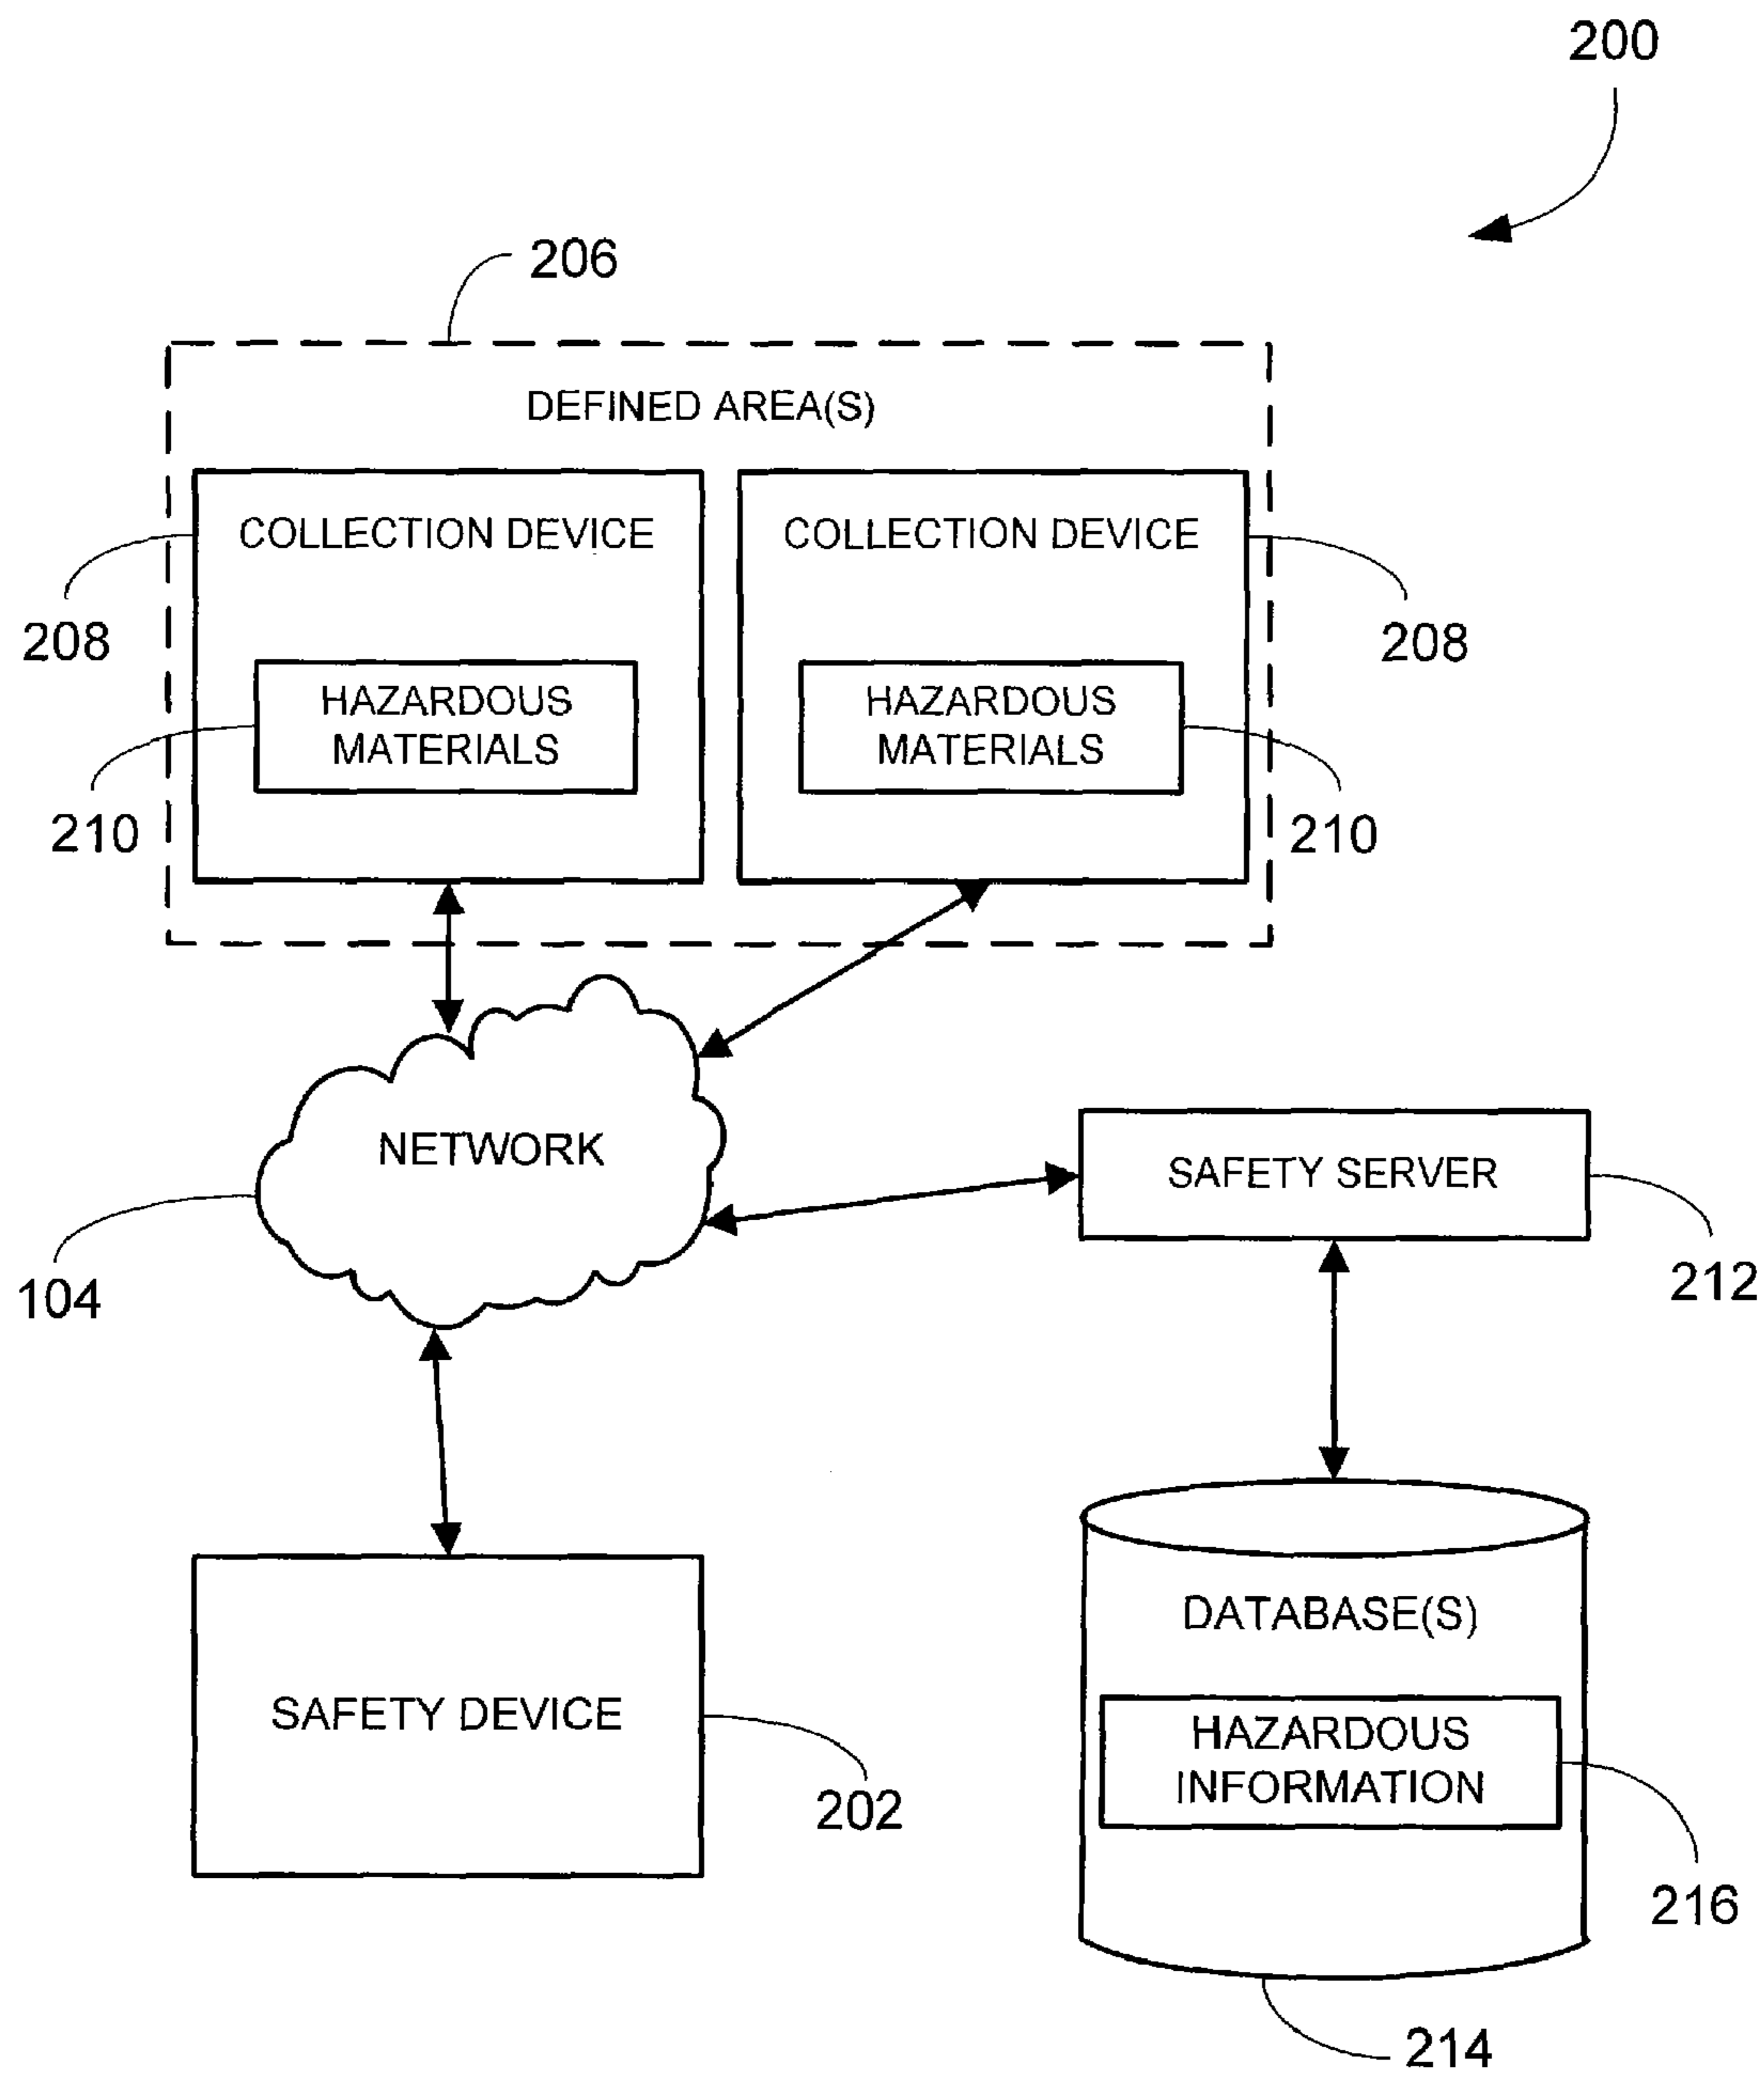 200
206
DEFINED AREA(S)
COLLECTION DEVICE
COLLECTION DEVICE
208
208
HAZARDOUS
MATERIALS
HAZARDOUS
MATERIALS
210
210
NETWORK
SAFETY SERVER
104
212
DATABASE(S)
SAFETY DEVICE
HAZARDOUS
INFORMATION
202
216
214